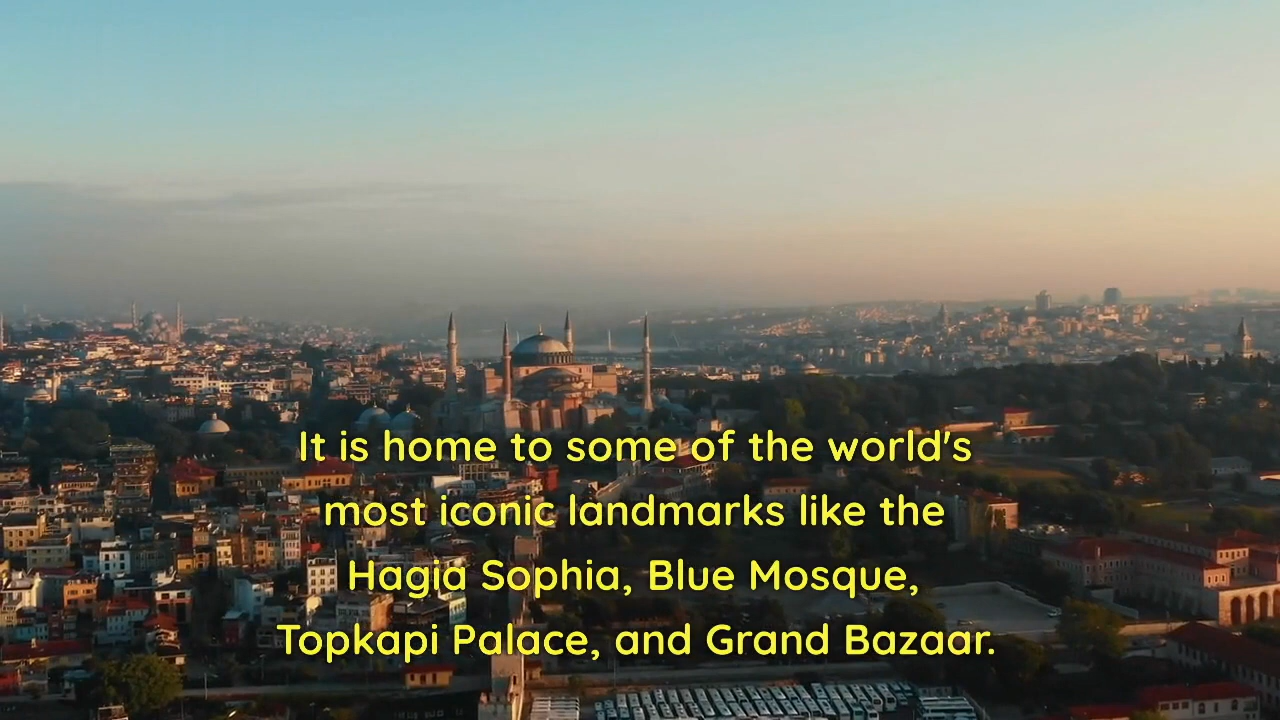 It is home to some of the world's
most iconic landmarks like the
Hagia Sophia, Blue Mosque,
Topkapi Palace, and Grand Bazaar.